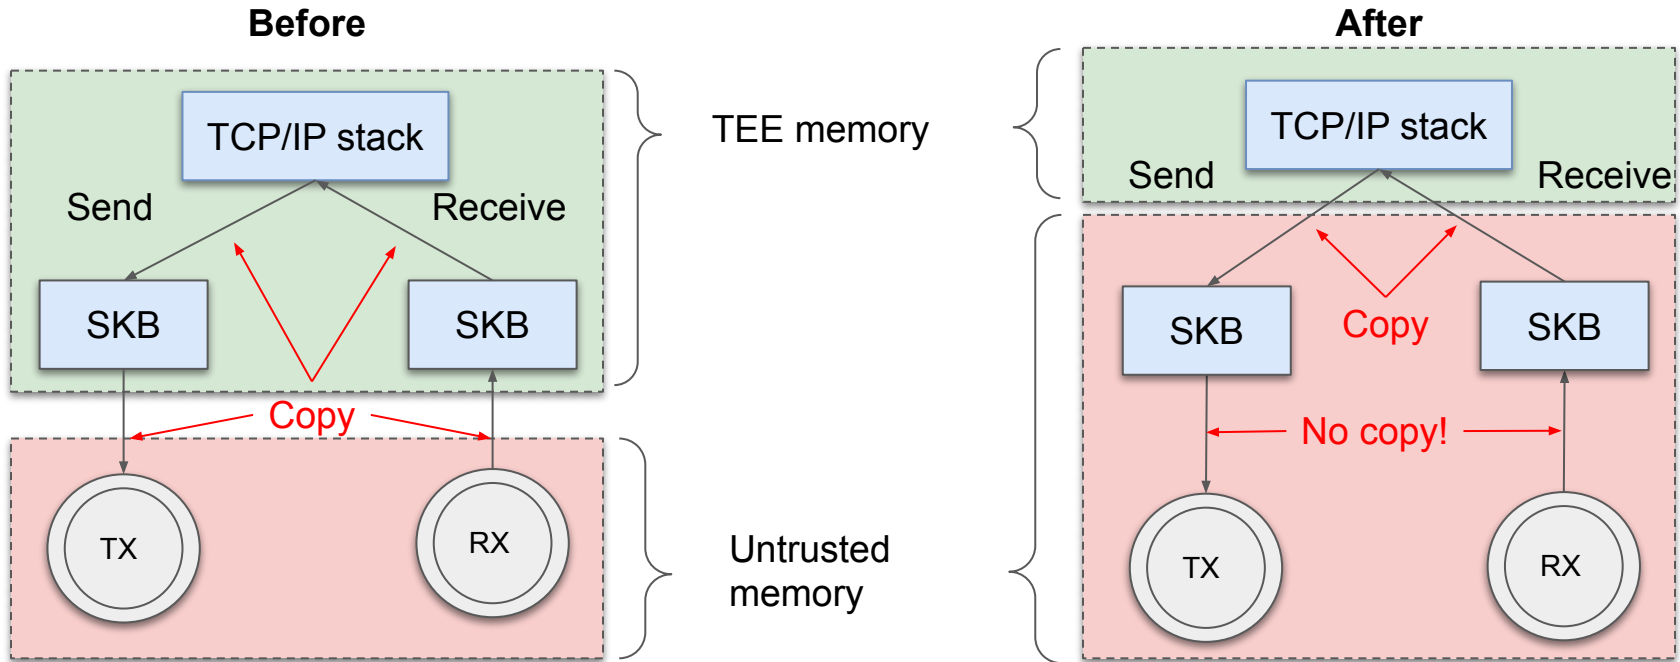 Before
TCP/IP stack
Send
Receive
SKB
SKB
Copy
TX
RX
TEE memory
Untrusted
memory
After
TCP/IP stack
Send
Receive
SKB
Copy
SKB
No copy!
TX
RX